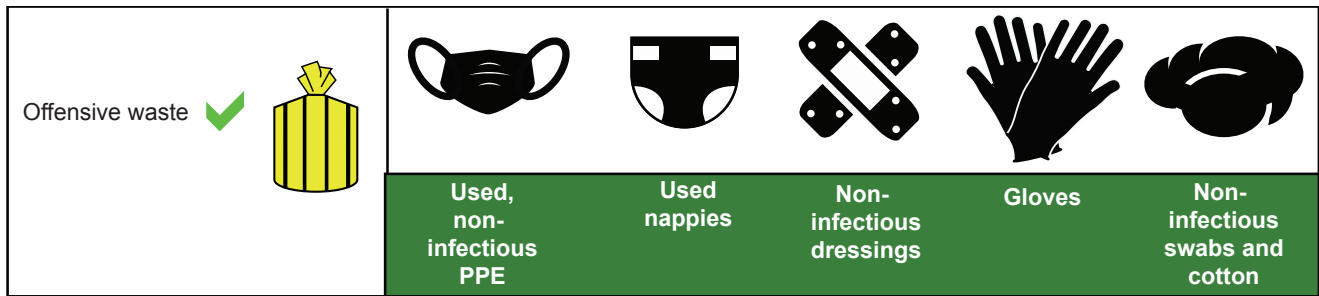 Offensive waste
Used,
non-
infectious
PPE
Used
nappies
Non-
infectious
dressings
Gloves
Non-
infectious
swabs and
cotton